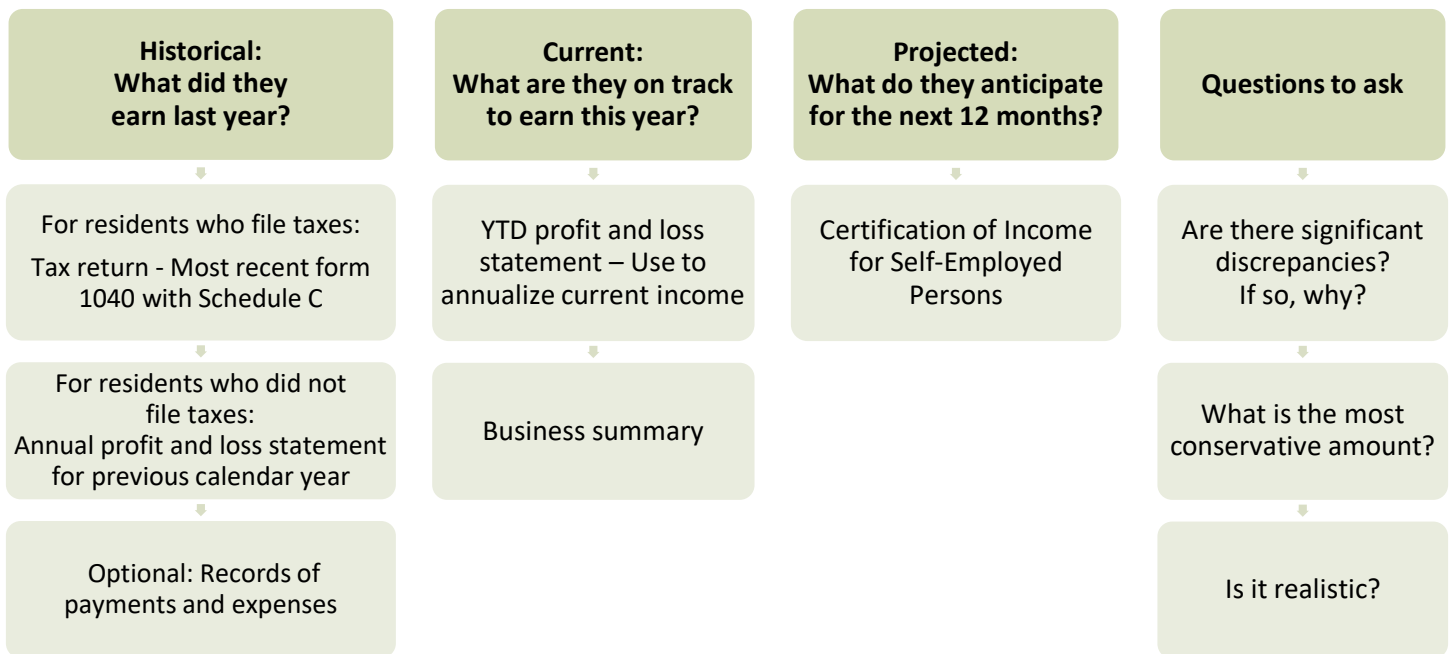 Historical:
What did they
earn last year?
For residents who file taxes:
Tax return - Most recent form
1040 with Schedule C
For residents who did not
file taxes:
Annual profit and loss statement
for previous calendar year
Optional: Records of
payments and expenses
Current:
What are they on track
to earn this year?
YTD profit and loss
statement – Use to
annualize current income
Business summary
Projected:
What do they anticipate
for the next 12 months?
Certification of Income
for Self-Employed
Persons
Questions to ask
Are there significant
discrepancies?
If so, why?
What is the most
conservative amount?
Is it realistic?